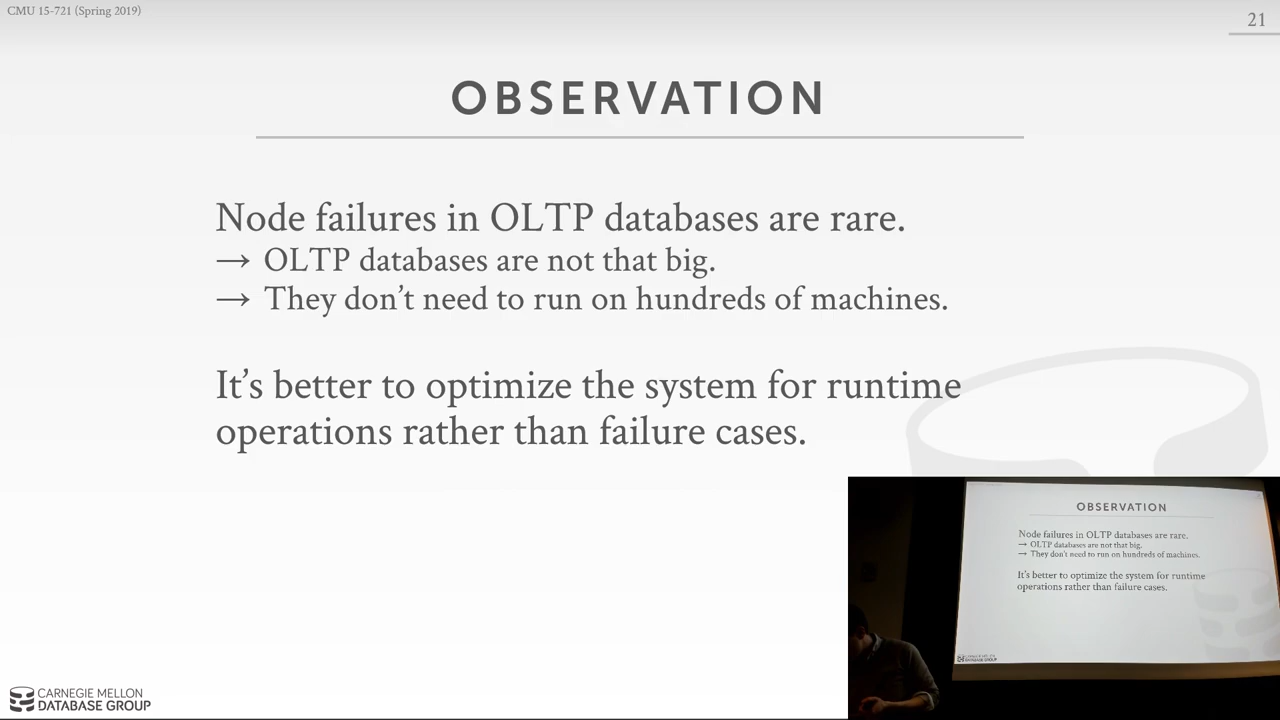 CMU 15-721 (Spring 2019)
21
OBSERVATION
Node failures in OLTP databases are rare.
→ OLTP databases are not that big.
→ They don’t need to run on hundreds of machines.
It’s better to optimize the system for runtime
operations rather than failure cases.
CARNEGIE MELLON
DATABASE GROUP
OBSERVATION
Node failures in OLTP databases are rare.
→ OLTP databases are not that big.
→ They don’t need to run on hundreds of machines.
It’s better to optimize the system for runtime
operations rather than failure cases.
CARNEGIE MELLON
DATABASE GROUP